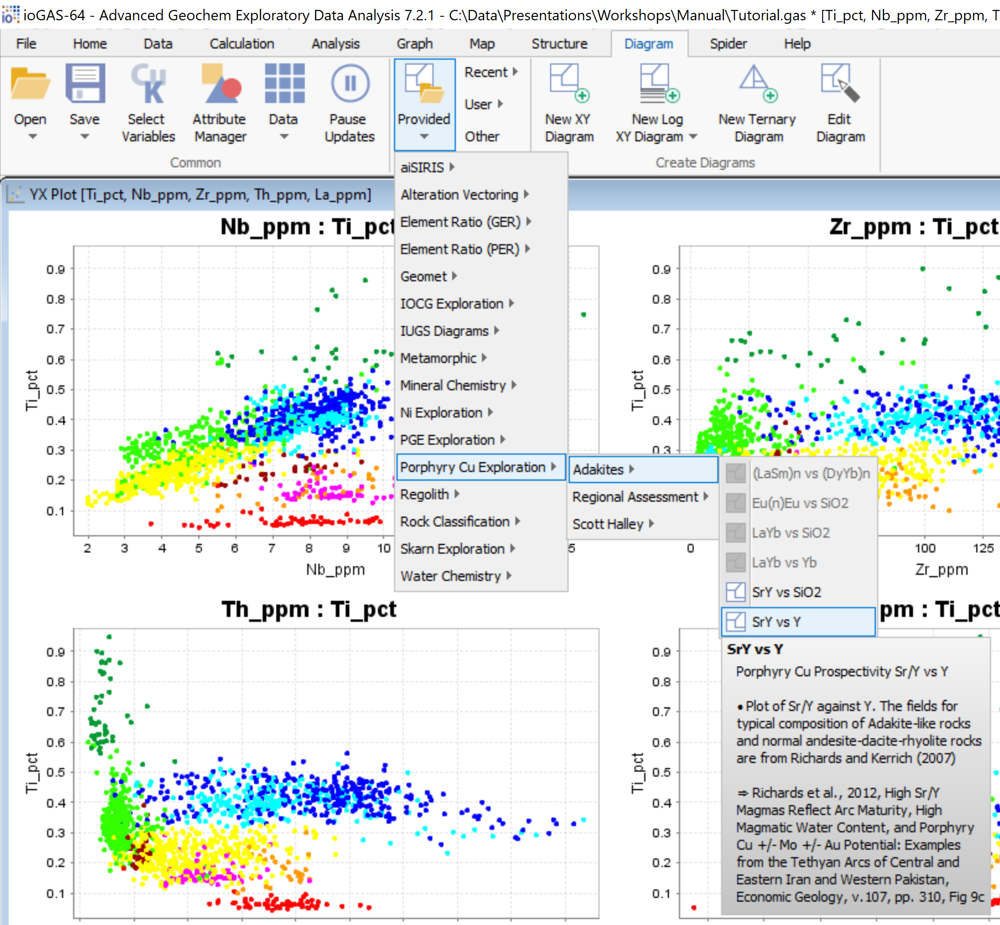 ioGAS-64 - Advanced Geochem Exploratory Data Analysis 7.2.1 - C:\Data\Presentations\Workshops\Manual\Tutorial.gas * [Ti_pct, Nb_ppm, Zr_ppm, T
File Home Data Calculation Analysis Graph Map Structure Diagram Spider Help
Open
Save
Select
Variables
Attribute
Manager
Data
Pause
Updates
Common
Provided
Recent
User
Other
New XY
Diagram
New Log
XY Diagram
New Ternary
Diagram
Edit
Diagram
Create Diagrams
YX Plot [Ti_pct, Nb_ppm, Zr_ppm, Th_ppm, La_ppm]
aiSIRIS
Alteration Vectoring
Element Ratio (GER)
Element Ratio (PER)
Geomet
IOCG Exploration
IUGS Diagrams
Metamorphic
Mineral Chemistry
Ni Exploration
PGE Exploration
Porphyry Cu Exploration
Regolith
Rock Classification
Skarn Exploration
Water Chemistry
Adakites
Regional Assessment
Scott Halley
(LaSm)n vs (DyYb)n
Eu(n)Eu vs SiO2
LaYb vs SiO2
LaYb vs Yb
SrY vs SiO2
SrY vs Y
SrY vs Y
Porphyry Cu Prospectivity Sr/Y vs Y
• Plot of Sr/Y against Y. The fields for
typical composition of Adakite-like rocks
and normal andesite-dacite-rhyolite rocks
are from Richards and Kerrich (2007)
⇒ Richards et al., 2012, High Sr/Y
Magmas Reflect Arc Maturity, High
Magmatic Water Content, and Porphyry
Cu +/- Mo +/- Au Potential: Examples
from the Tethyan Arcs of Central and
Eastern Iran and Western Pakistan,
Economic Geology, v.107, pp. 310, Fig 9c
Nb_ppm : Ti_pct
0.9
0.8
0.7
0.6
0.5
0.4
0.3
0.2
0.1
Ti_pct
2 3 4 5 6 7 8 9 10 5
Nb_ppm
Zr_ppm : Ti_pct
0.9
0.8
0.7
0.6
0.5
0.4
0.3
Ti_pct
0 100 125
Zr_ppm
Th_ppm : Ti_pct
0.9
0.8
0.7
0.6
0.5
0.4
0.3
0.2
0.1
Ti_pct
pm : Ti_pct
0.9
0.8
0.7
0.6
0.5
0.4
0.3
0.2
0.1
Ti_pct